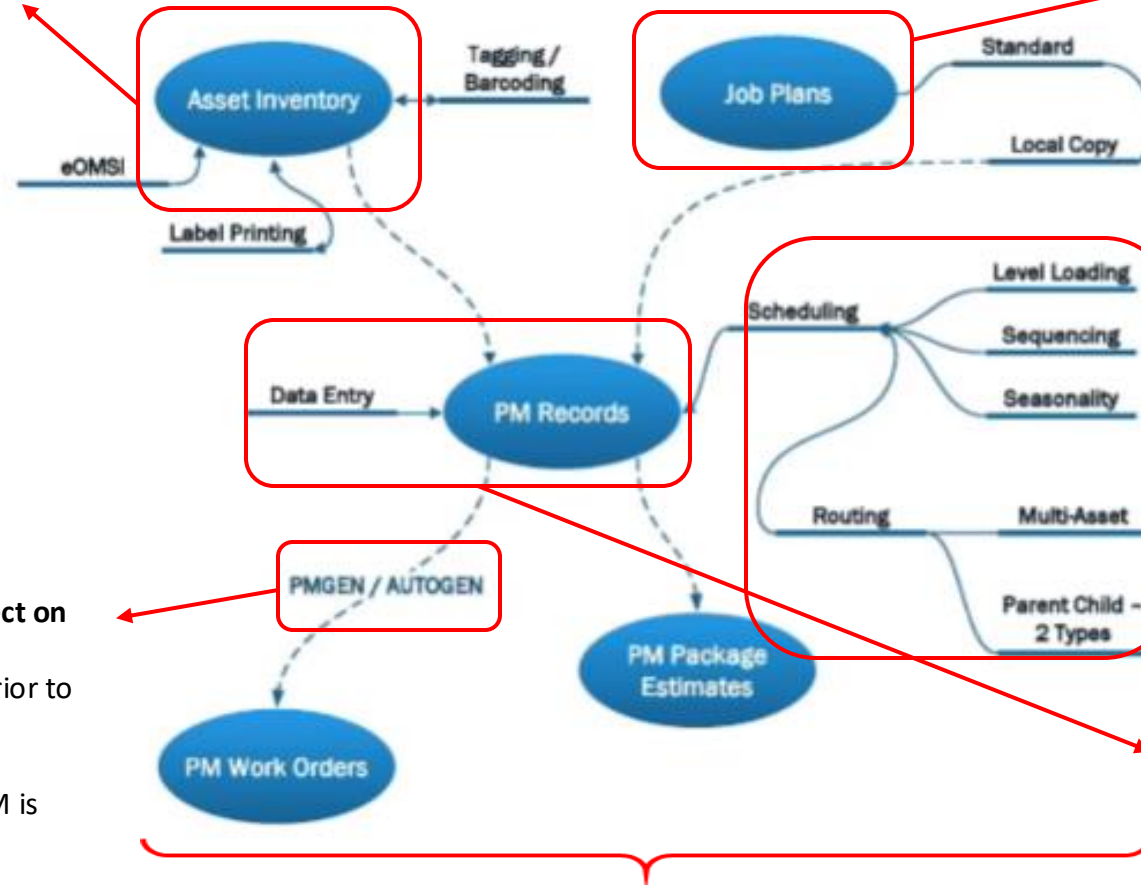 Asset Inventory
Tagging /
Barcoding
Job Plans
Standard
Local Copy
eOMSI
Label Printing
Level Loading
Scheduling
Sequencing
Seasonality
Data Entry
PM Records
Routing
Multi-Asset
PMGEN / AUTOGEN
Parent Child –
2 Types
ect on
rior to
PM Package
Estimates
PM Work Orders
M is